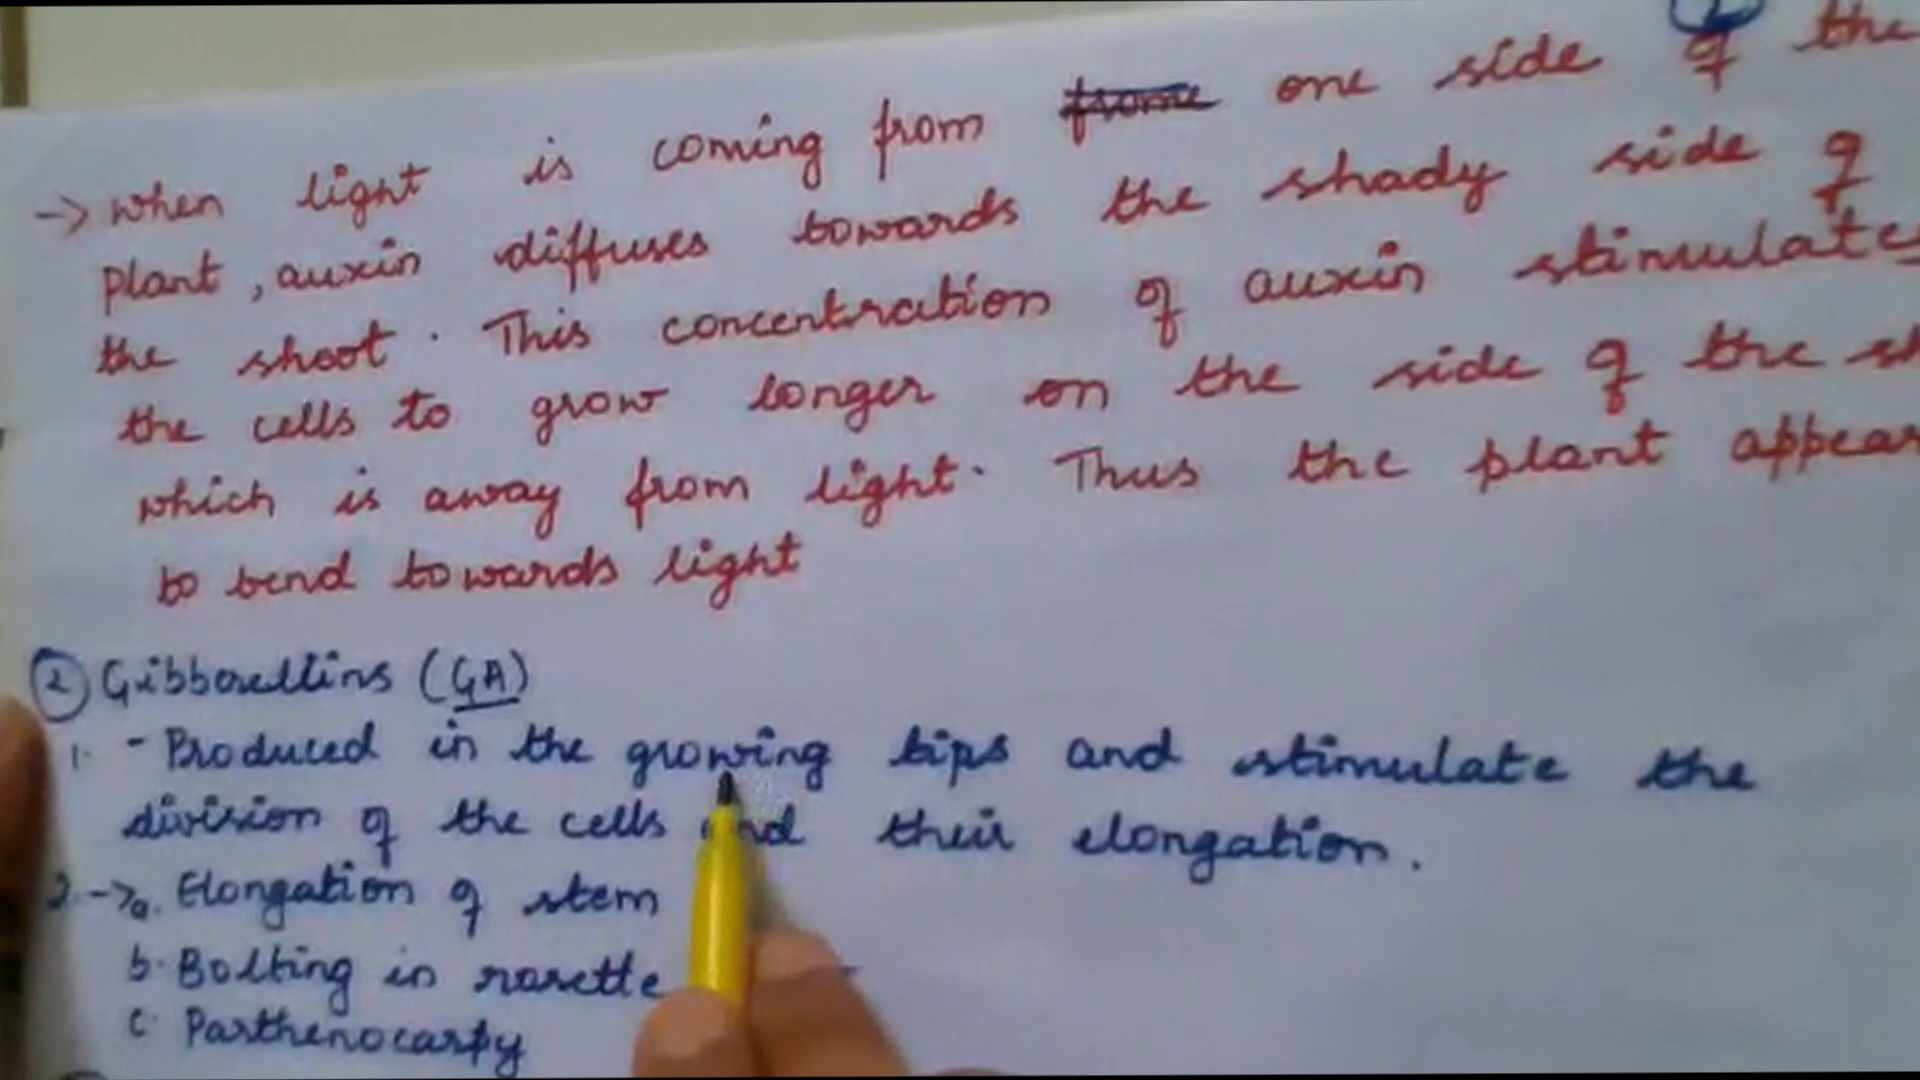 -> when light is coming from frome one side of the
plant, auxin diffuses towards the shady side of
the shoot. This concentration of auxin stimulates
the cells to grow longer on the side of the
which is away from light. Thus the plant appear
to bend towards light
2 Gibberellins (GA)
1. - Produced in the growing tips and stimulate the
division of the cells and their elongation.
2. -> a. Elongation of stem
b. Bolting in rosette
c. Parthenocarpy